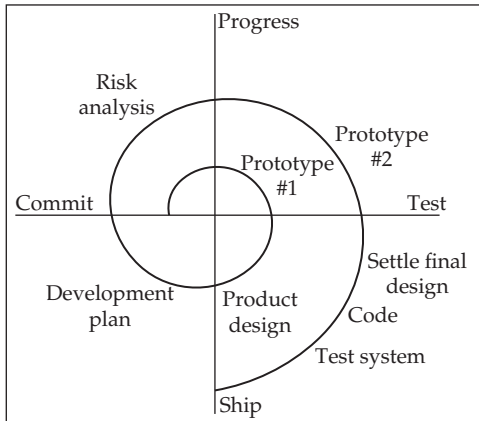 Progress
Risk
analysis
Prototype
#2
Prototype
#1
Commit
Test
Settle final
design
Development
plan
Product
design
Code
Test system
Ship